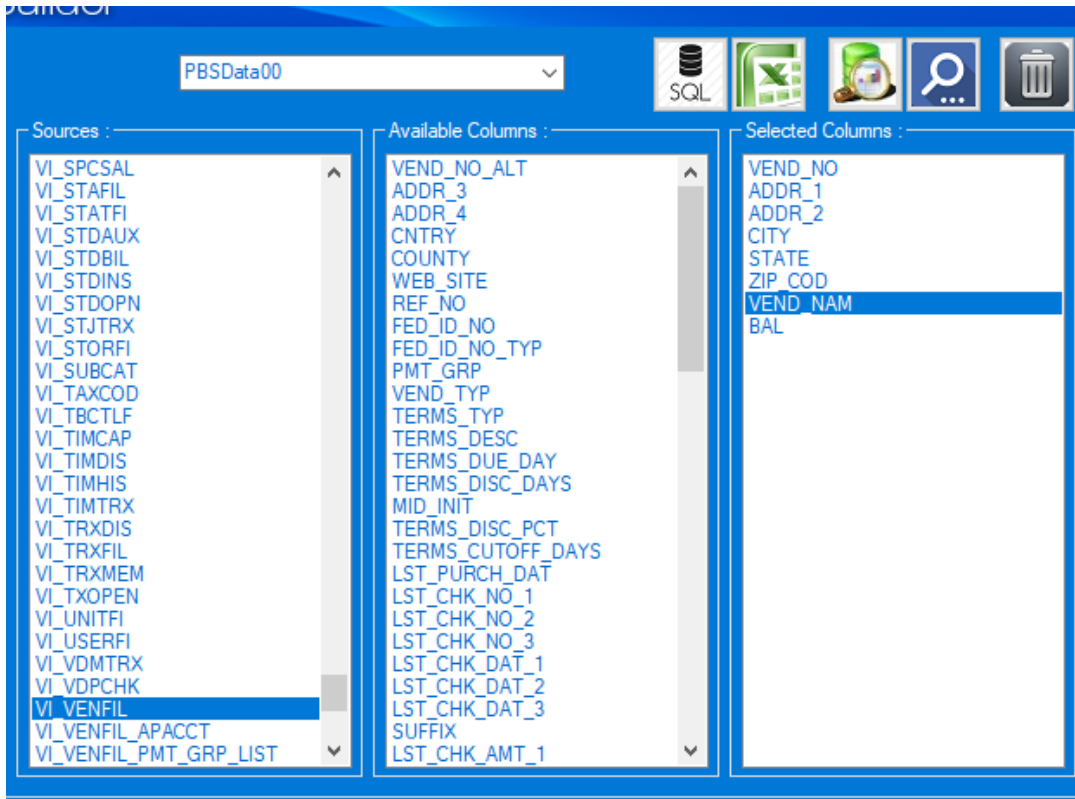 PBSData00
SQL
Sources :
VI_SPCSAL
VI_STAFIL
VI_STATFI
VI_STDAUX
VI_STDBIL
VI_STDINS
VI_STDOPN
VI_STJTRX
VI_STORFI
VI_SUBCAT
VI_TAXCOD
VI_TBCTLF
VI_TIMCAP
VI_TIMDIS
VI_TIMHIS
VI_TIMTRX
VI_TRXDIS
VI_TRXFIL
VI_TRXMEM
VI_TXOPEN
VI_UNITFI
VI_USERFI
VI_VDMTRX
VI_VDPCHK
VI_VENFIL
VI_VENFIL_APACCT
VI_VENFIL_PMT_GRP_LIST
Available Columns :
VEND_NO_ALT
ADDR_3
ADDR_4
CNTRY
COUNTY
WEB_SITE
REF_NO
FED_ID_NO
FED_ID_NO_TYP
PMT_GRP
VEND_TYP
TERMS_TYP
TERMS_DESC
TERMS_DUE_DAY
TERMS_DISC_DAYS
MID_INIT
TERMS_DISC_PCT
TERMS_CUTOFF_DAYS
LST_PURCH_DAT
LST_CHK_NO_1
LST_CHK_NO_2
LST_CHK_NO_3
LST_CHK_DAT_1
LST_CHK_DAT_2
LST_CHK_DAT_3
SUFFIX
LST_CHK_AMT_1
Selected Columns :
VEND_NO
ADDR_1
ADDR_2
CITY
STATE
ZIP_COD
VEND_NAM
BAL